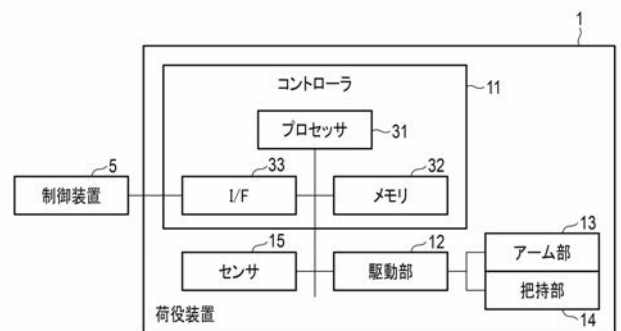 1
コントローラ
11
プロセッサ
31
5
制御装置
33
I/F
32
メモリ
15
センサ
12
駆動部
13
アーム部
把持部
14
荷役装置